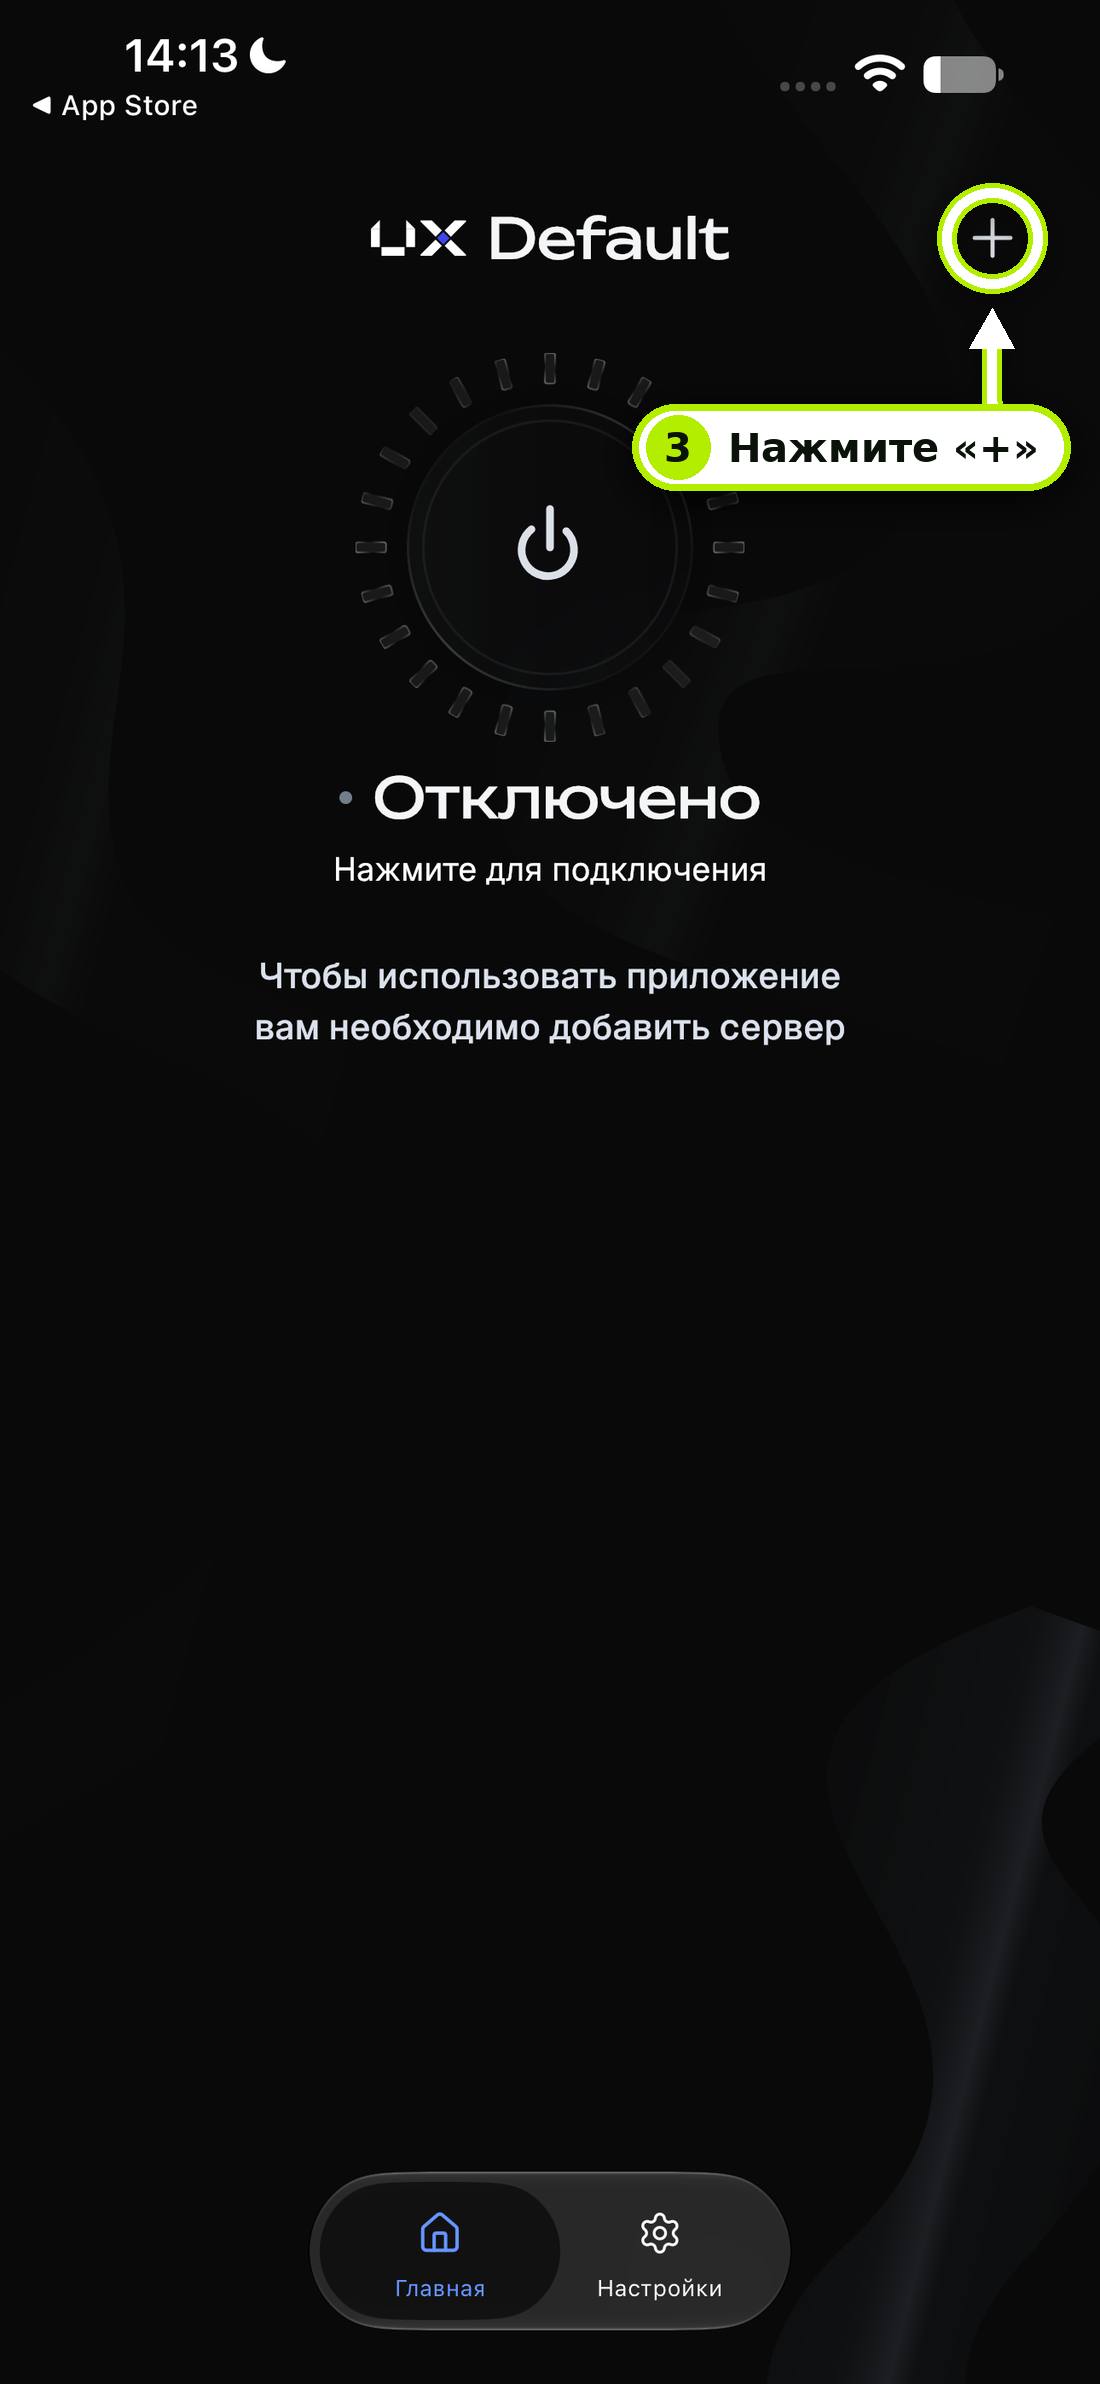 14:13
App Store
UX Default
3 Нажмите «+»
Отключено
Нажмите для подключения
Чтобы использовать приложение
вам необходимо добавить сервер
Главная
Настройки